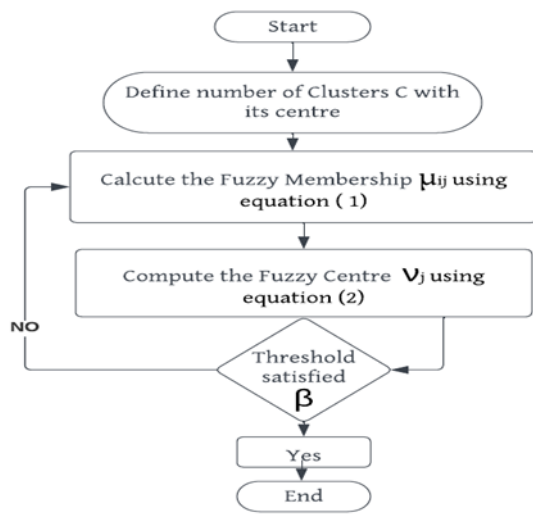 Start
Define number of Clusters C with
its centre
Calcute the Fuzzy Membership μij using
equation ( 1)
Compute the Fuzzy Centre νj using
equation (2)
NO
Threshold
satisfied
β
Yes
End